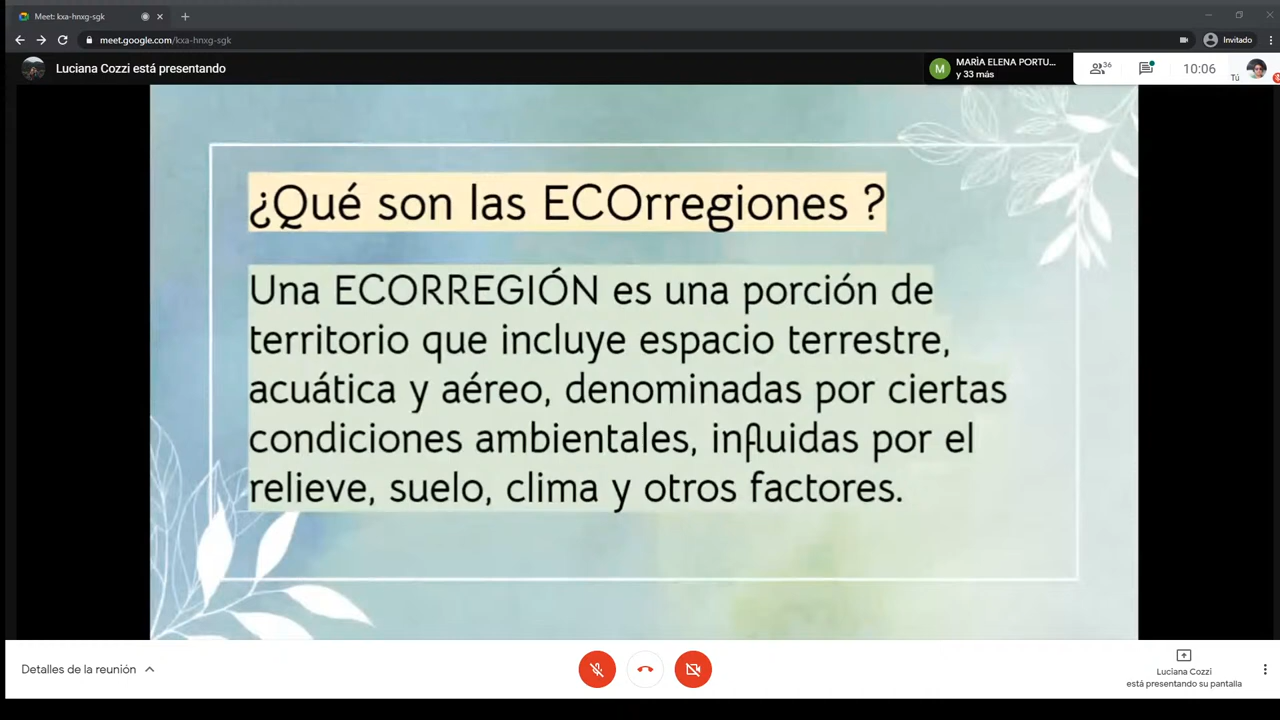 Meet: kxa-hnxg-sgk
meet.google.com/kxa-hnxg-sgk
Invitado
Luciana Cozzi está presentando
M
MARÌA ELENA PORTU...
y 33 más
36
10:06
Tú
¿Qué son las ECOrregiones ?
Una ECORREGIÓN es una porción de
territorio que incluye espacio terrestre,
acuática y aéreo, denominadas por ciertas
condiciones ambientales, influidas por el
relieve, suelo, clima y otros factores.
Detalles de la reunión
Luciana Cozzi
está presentando su pantalla